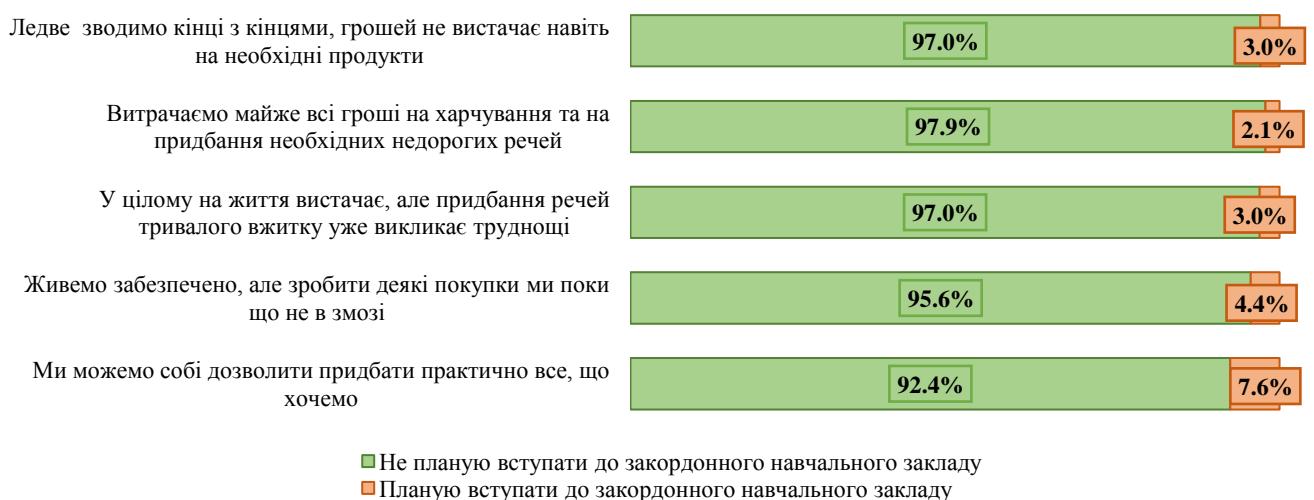 Ледве зводимо кінці з кінцями, грошей не вистачає навіть
на необхідні продукти
97.0%
3.0%
Витрачаємо майже всі гроші на харчування та на
придбання необхідних недорогих речей
97.9%
2.1%
У цілому на життя вистачає, але придбання речей
тривалого вжитку уже викликає труднощі
97.0%
3.0%
Живемо забезпечено, але зробити деякі покупки ми поки
що не в змозі
95.6%
4.4%
Ми можемо собі дозволити придбати практично все, що
хочемо
92.4%
7.6%
Не планую вступати до закордонного навчального закладу
Планую вступати до закордонного навчального закладу